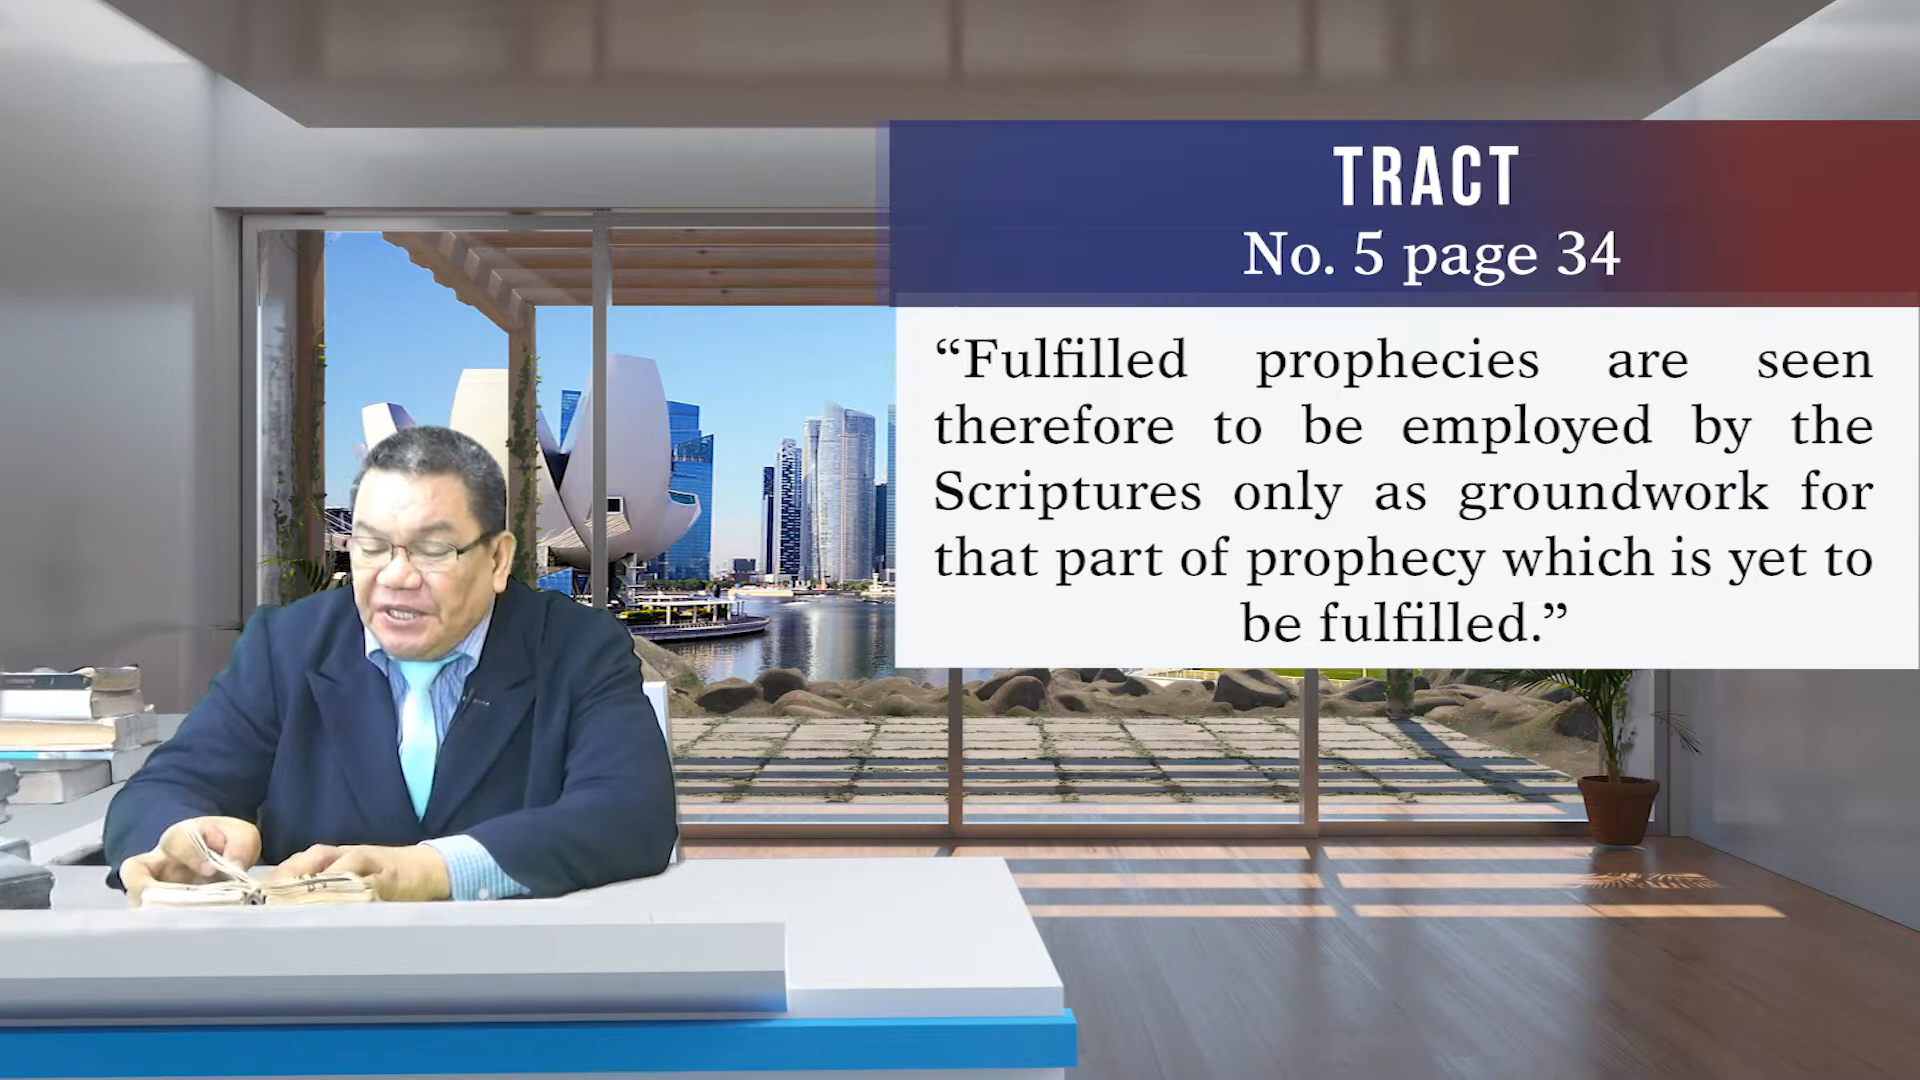 TRACT
No. 5 page 34
“Fulfilled prophecies are seen
therefore to be employed by the
Scriptures only as groundwork for
that part of prophecy which is yet to
be fulfilled.”